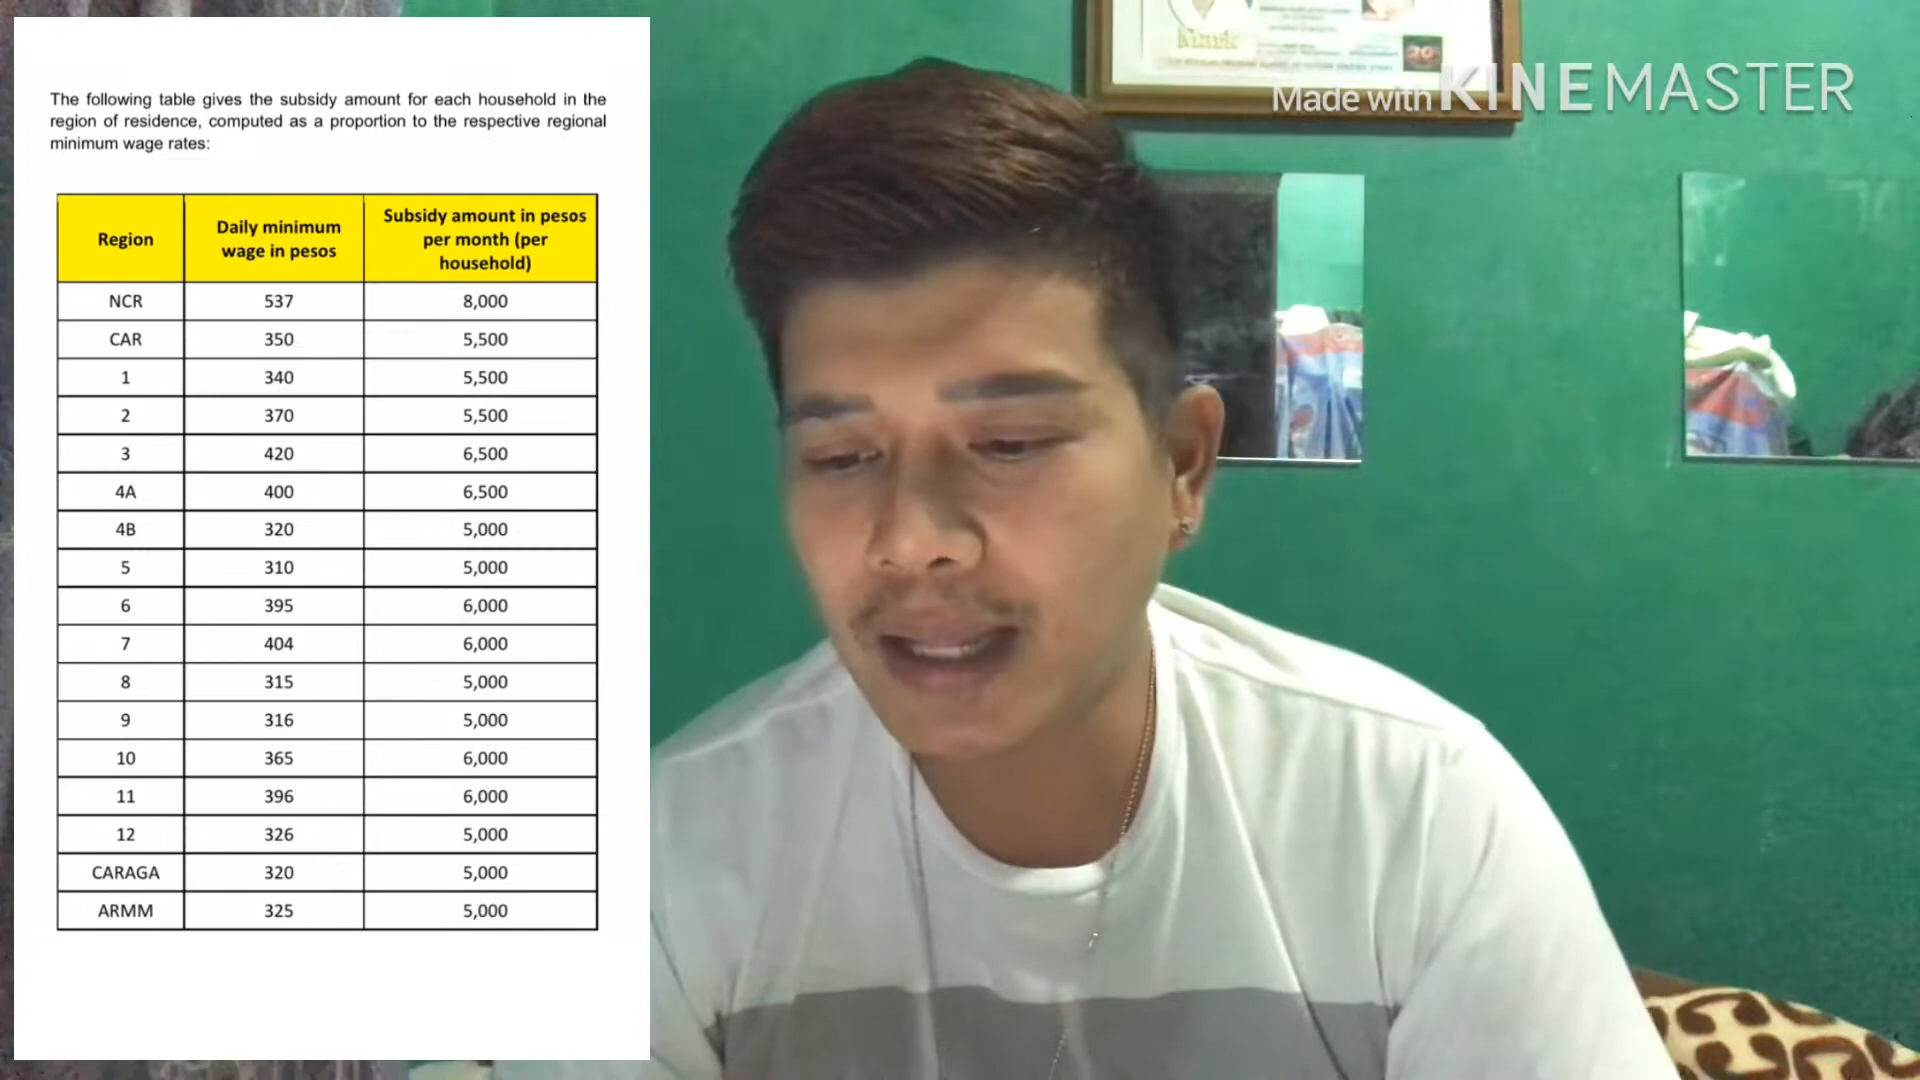 The following table gives the subsidy amount for each household in the
region of residence, computed as a proportion to the respective regional
minimum wage rates:
Region Daily minimum wage in pesos Subsidy amount in pesos per month (per household)
NCR 537 8,000
CAR 350 5,500
1 340 5,500
2 370 5,500
3 420 6,500
4A 400 6,500
4B 320 5,000
5 310 5,000
6 395 6,000
7 404 6,000
8 315 5,000
9 316 5,000
10 365 6,000
11 396 6,000
12 326 5,000
CARAGA 320 5,000
ARMM 325 5,000
Made with KINEMASTER
20